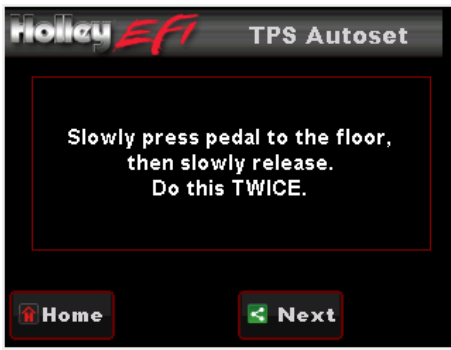 Holley EFI TPS Autoset
Slowly press pedal to the floor,
then slowly release.
Do this TWICE.
Home Next